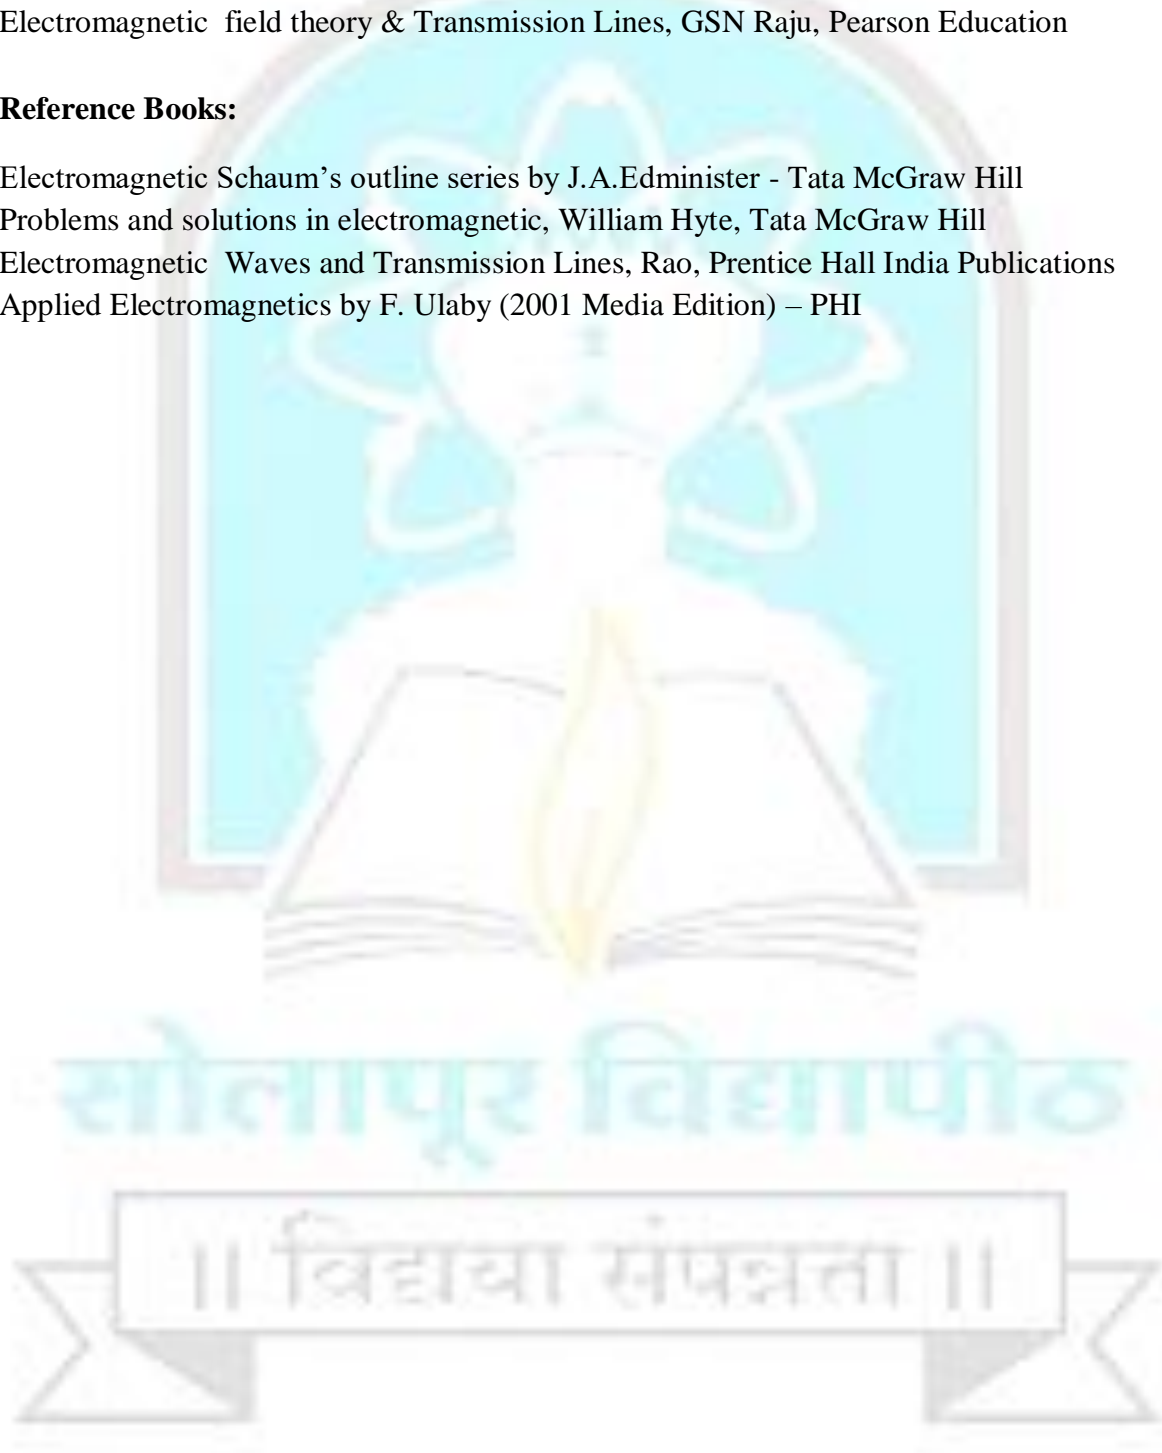 Electromagnetic field theory & Transmission Lines, GSN Raju, Pearson Education
Reference Books:
Electromagnetic Schaum’s outline series by J.A.Edminister - Tata McGraw Hill
Problems and solutions in electromagnetic, William Hyte, Tata McGraw Hill
Electromagnetic Waves and Transmission Lines, Rao, Prentice Hall India Publications
Applied Electromagnetics by F. Ulaby (2001 Media Edition) – PHI
सोलापूर विद्यापीठ
॥ विद्यया संपन्नता ॥